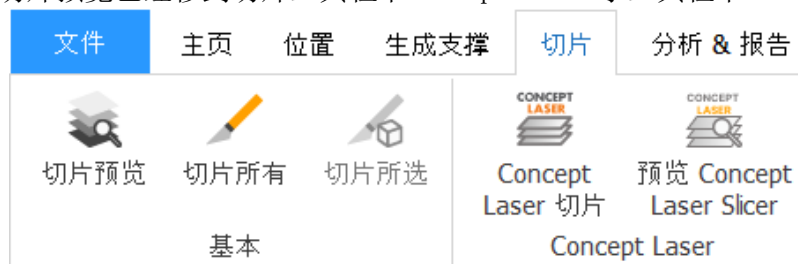 文件 主页 位置 生成支撑 切片 分析 & 报告
CONCEPT LASER CONCEPT LASER
切片预览 切片所有 切片所选 Concept 预览 Concept
Laser 切片 Laser Slicer
基本 Concept Laser